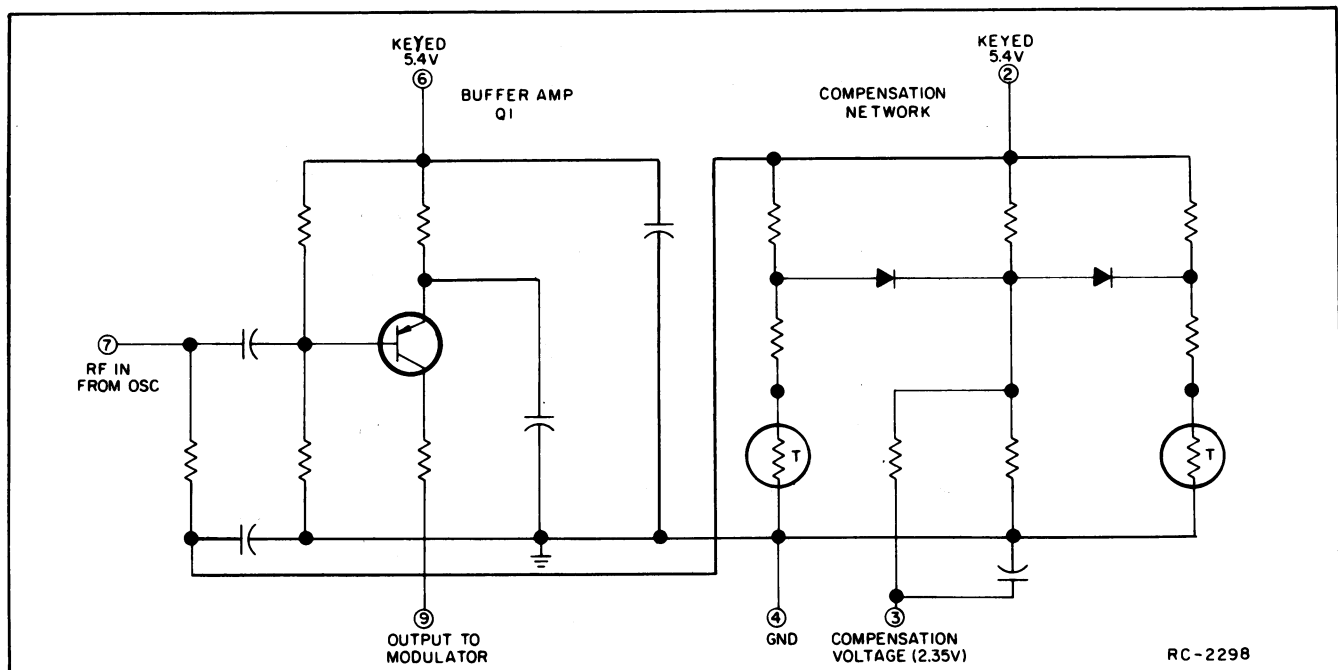 KEYED
5.4V
6
BUFFER AMP
Q1
COMPENSATION
NETWORK
KEYED
5.4V
2
7
RF IN
FROM OSC
T
T
9
OUTPUT TO
MODULATOR
4
GND
3
COMPENSATION
VOLTAGE (2.35V)
RC-2298